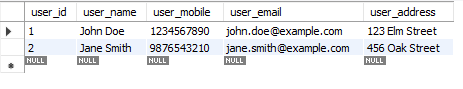 user_id user_name user_mobile user_email user_address
1 John Doe 1234567890 john.doe@example.com 123 Elm Street
2 Jane Smith 9876543210 jane.smith@example.com 456 Oak Street
NULL NULL NULL NULL NULL